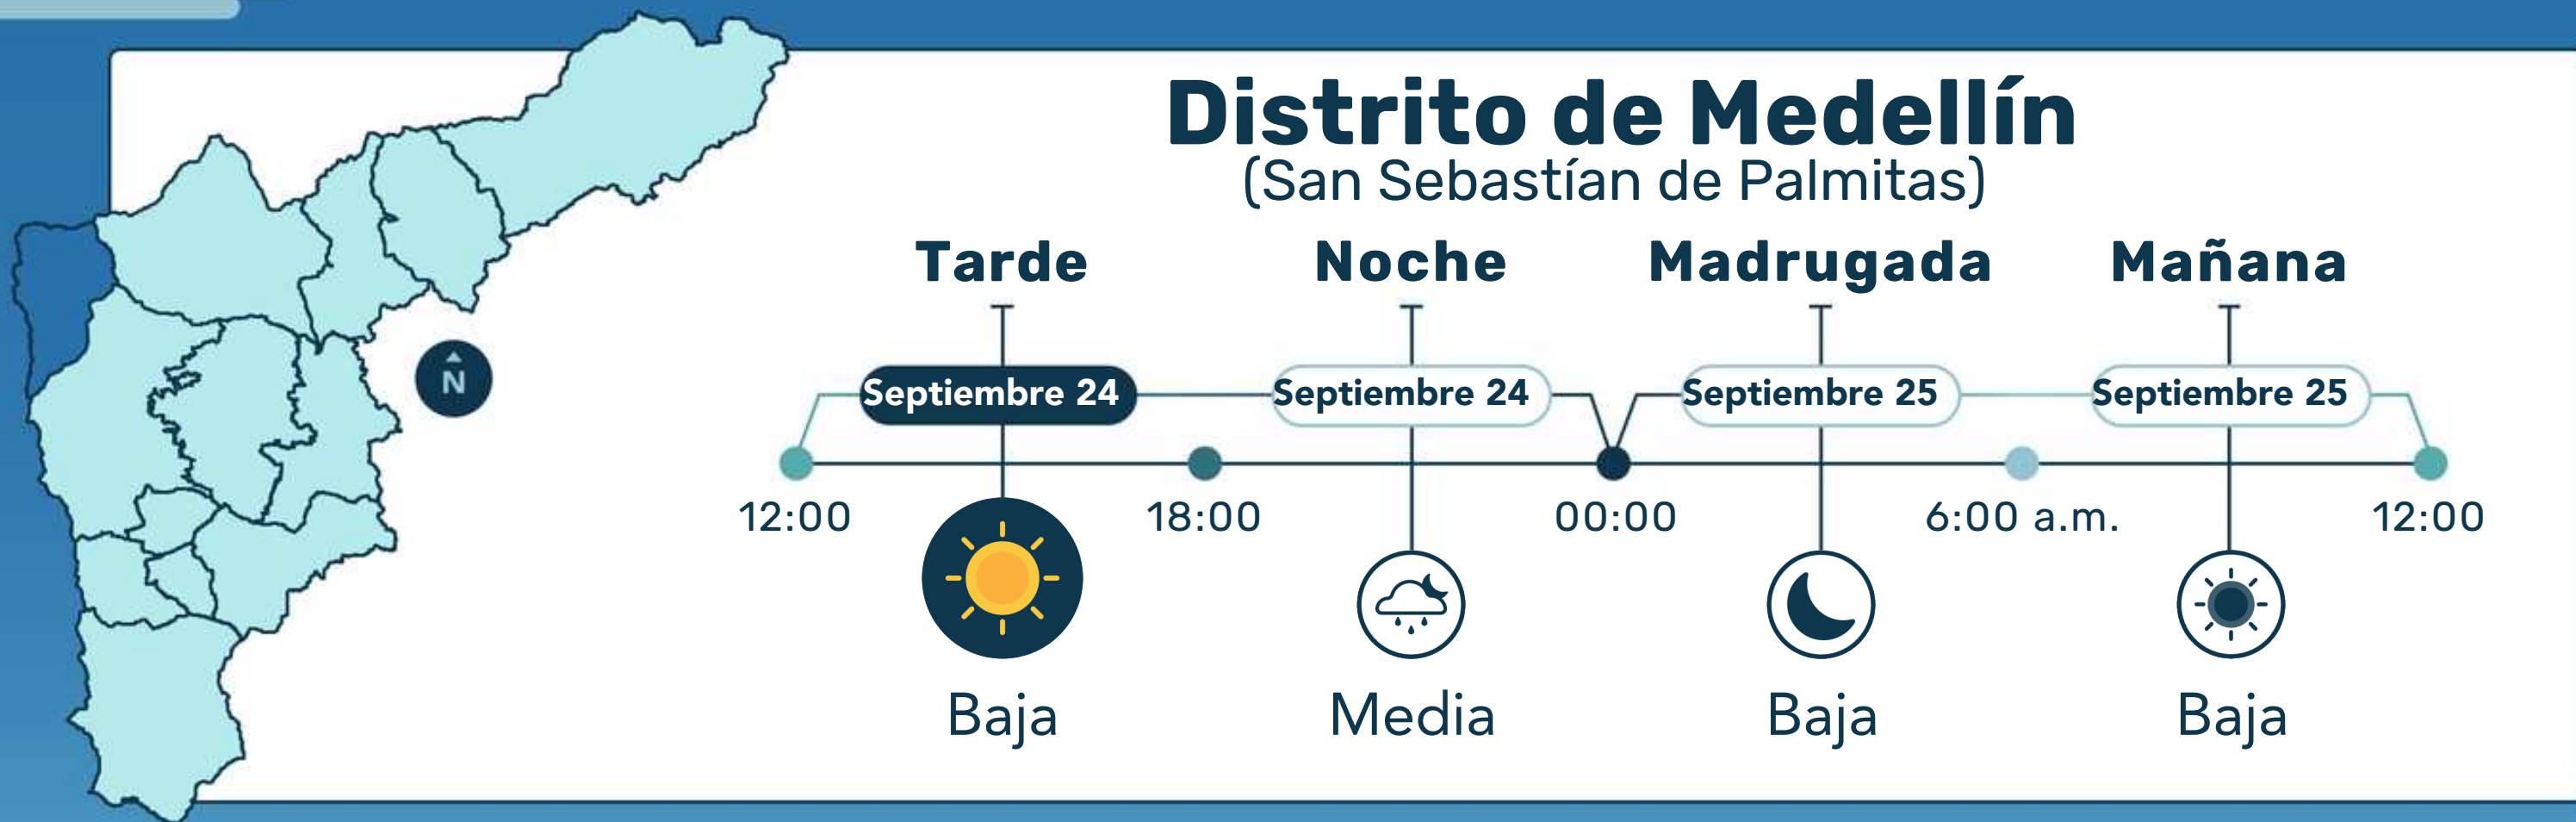 Distrito de Medellín
(San Sebastían de Palmitas)
Tarde Noche Madrugada Mañana
Septiembre 24 Septiembre 24 Septiembre 25 Septiembre 25
N
12:00 18:00 00:00 6:00 a.m. 12:00
Baja Media Baja Baja